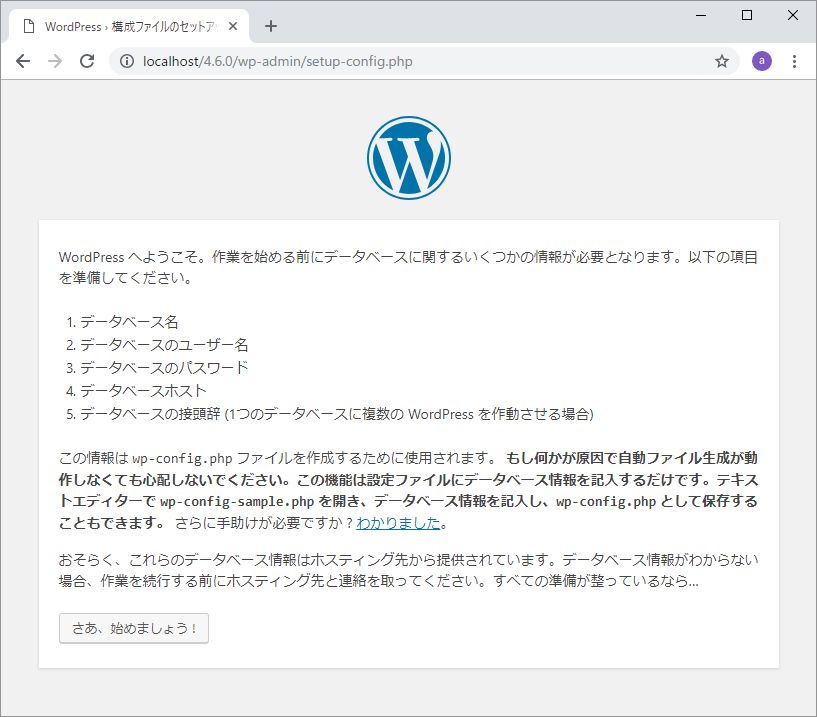 WordPress › 構成ファイルのセットアッ
localhost/4.6.0/wp-admin/setup-config.php
a
WordPress へようこそ。作業を始める前にデータベースに関するいくつかの情報が必要となります。以下の項目
を準備してください。
1. データベース名
2. データベースのユーザー名
3. データベースのパスワード
4. データベースホスト
5. データベースの接頭辞 (1つのデータベースに複数の WordPress を作動させる場合)
この情報は wp-config.php ファイルを作成するために使用されます。 もし何かが原因で自動ファイル生成が動
作しなくても心配しないでください。この機能は設定ファイルにデータベース情報を記入するだけです。テキ
ストエディターで wp-config-sample.php を開き、データベース情報を記入し、wp-config.php として保存する
こともできます。 さらに手助けが必要ですか ? わかりました。
おそらく、これらのデータベース情報はホスティング先から提供されています。データベース情報がわからない
場合、作業を続行する前にホスティング先と連絡を取ってください。すべての準備が整っているなら…
さあ、始めましょう !